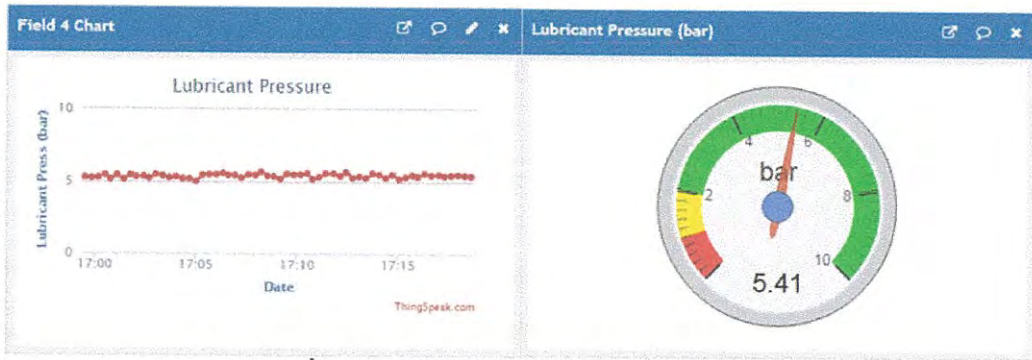 Field 4 Chart
Lubricant Pressure
10
5
0
Lubricant Press (bar)
17:00 17:05 17:10 17:15
Date
ThingSpeak.com
Lubricant Pressure (bar)
2
4
6
8
10
bar
5.41